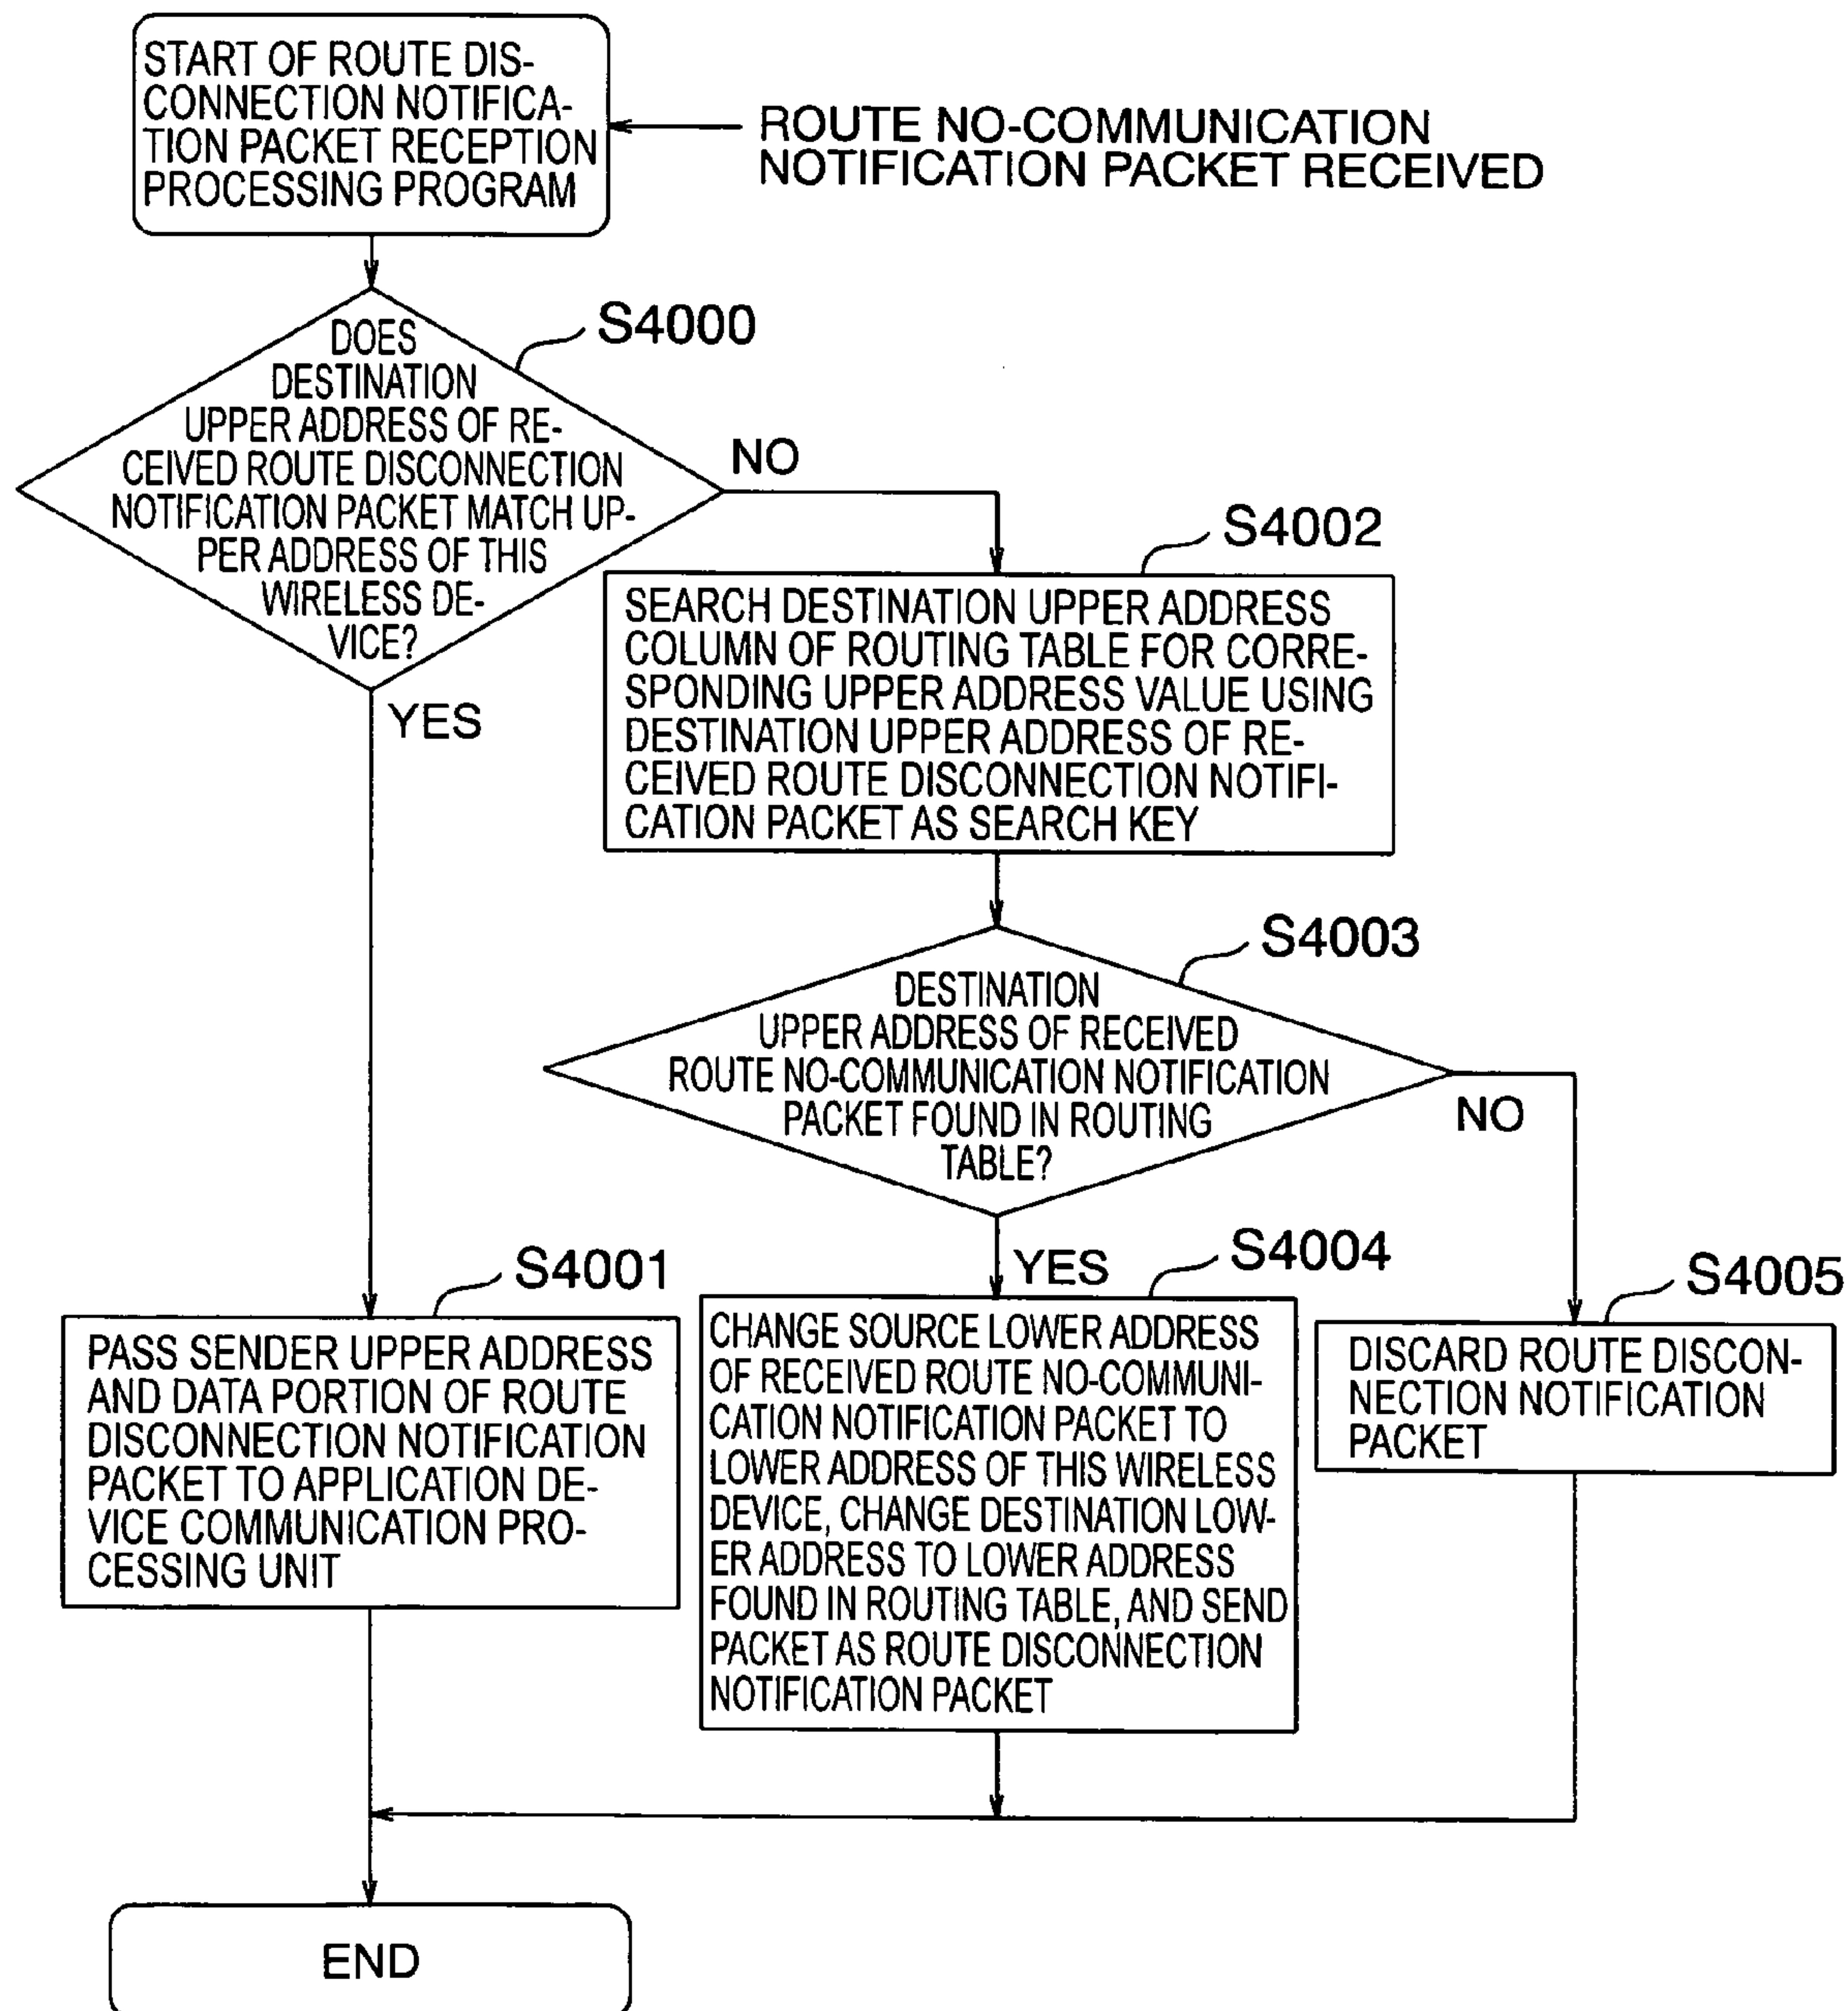 START OF ROUTE DIS-
CONNECTION NOTIFICA-
TION PACKET RECEPTION
PROCESSING PROGRAM
ROUTE NO-COMMUNICATION
NOTIFICATION PACKET RECEIVED
S4000
DOES
DESTINATION
UPPER ADDRESS OF RE-
CEIVED ROUTE DISCONNECTION
NOTIFICATION PACKET MATCH UP-
PER ADDRESS OF THIS
WIRELESS DE-
VICE?
NO
YES
S4002
SEARCH DESTINATION UPPER ADDRESS
COLUMN OF ROUTING TABLE FOR CORRE-
SPONDING UPPER ADDRESS VALUE USING
DESTINATION UPPER ADDRESS OF RE-
CEIVED ROUTE DISCONNECTION NOTIFI-
CATION PACKET AS SEARCH KEY
S4003
DESTINATION
UPPER ADDRESS OF RECEIVED
ROUTE NO-COMMUNICATION NOTIFICATION
PACKET FOUND IN ROUTING
TABLE?
NO
YES
S4001
PASS SENDER UPPER ADDRESS
AND DATA PORTION OF ROUTE
DISCONNECTION NOTIFICATION
PACKET TO APPLICATION DE-
VICE COMMUNICATION PRO-
CESSING UNIT
S4004
CHANGE SOURCE LOWER ADDRESS
OF RECEIVED ROUTE NO-COMMUNI-
CATION NOTIFICATION PACKET TO
LOWER ADDRESS OF THIS WIRELESS
DEVICE, CHANGE DESTINATION LOW-
ER ADDRESS TO LOWER ADDRESS
FOUND IN ROUTING TABLE, AND SEND
PACKET AS ROUTE DISCONNECTION
NOTIFICATION PACKET
S4005
DISCARD ROUTE DISCON-
NECTION NOTIFICATION
PACKET
END